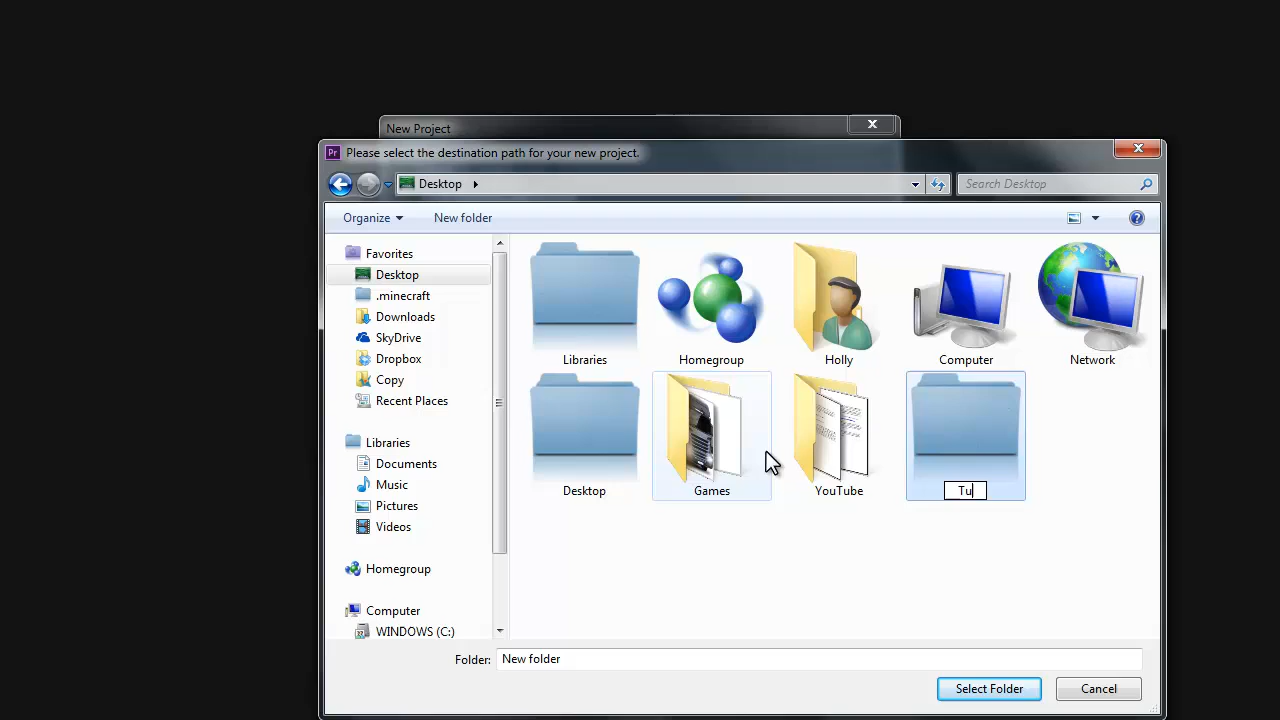 New Project
Pr Please select the destination path for your new project.
Desktop
Search Desktop
Organize
New folder
Favorites
Desktop
.minecraft
Downloads
SkyDrive
Dropbox
Copy
Recent Places
Libraries
Documents
Music
Pictures
Videos
Homegroup
Computer
WINDOWS (C:)
Libraries
Homegroup
Holly
Computer
Network
Desktop
Games
YouTube
Tu
Folder: New folder
Select Folder
Cancel